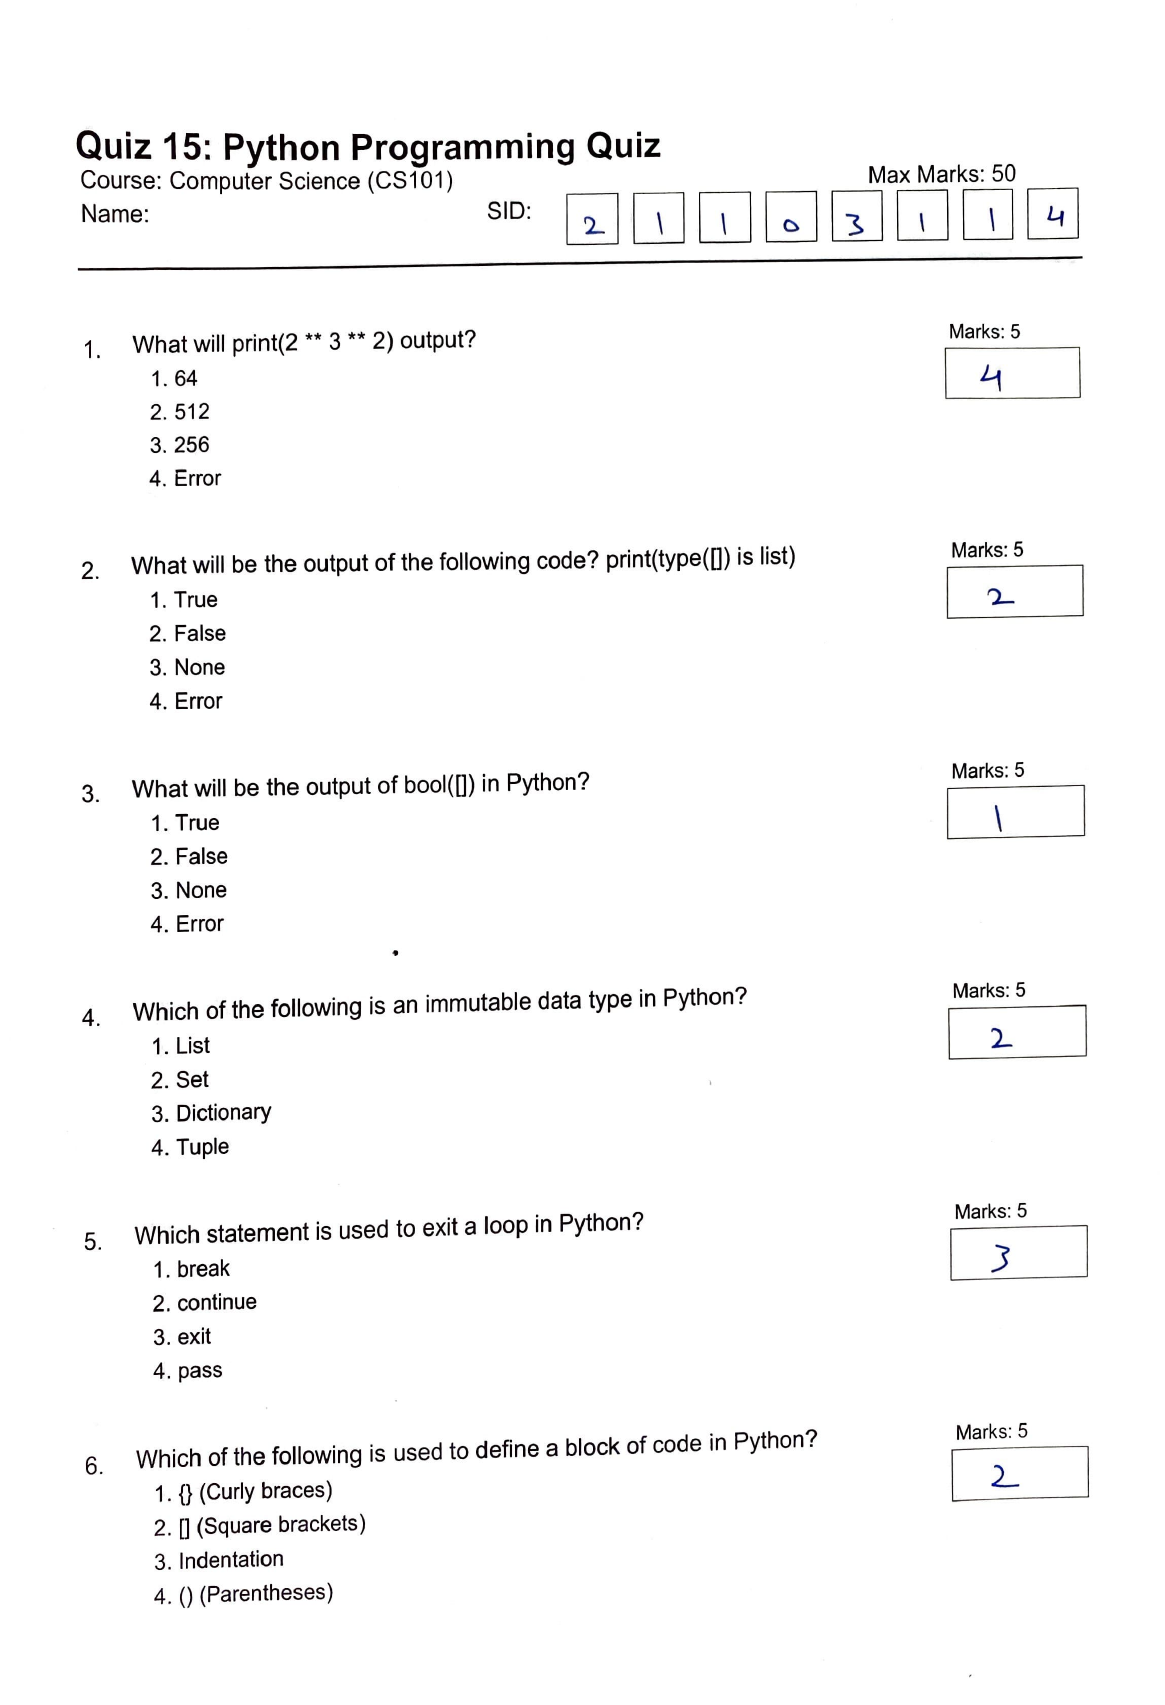 Quiz 15: Python Programming Quiz
Course: Computer Science (CS101)
Max Marks: 50
Name:
SID: 2 1 1 0 3 1 1 4
1. What will print(2 ** 3 ** 2) output?
Marks: 5
4
1. 64
2. 512
3. 256
4. Error
2. What will be the output of the following code? print(type([]) is list)
Marks: 5
2
1. True
2. False
3. None
4. Error
3. What will be the output of bool([]) in Python?
Marks: 5
1
1. True
2. False
3. None
4. Error
4. Which of the following is an immutable data type in Python?
Marks: 5
2
1. List
2. Set
3. Dictionary
4. Tuple
5. Which statement is used to exit a loop in Python?
Marks: 5
3
1. break
2. continue
3. exit
4. pass
6. Which of the following is used to define a block of code in Python?
Marks: 5
2
1. {} (Curly braces)
2. [] (Square brackets)
3. Indentation
4. () (Parentheses)